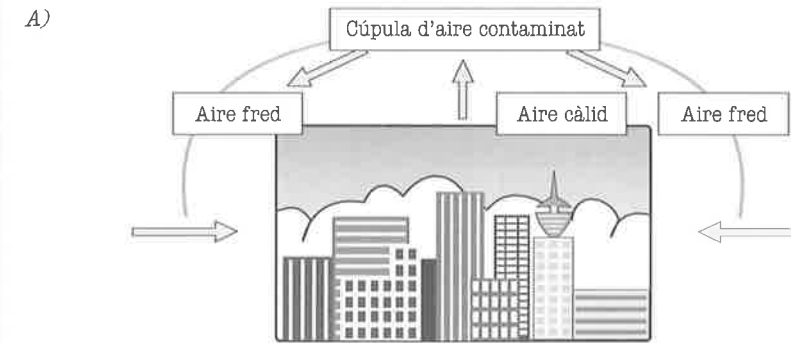 A)
Cúpula d'aire contaminat
Aire fred
Aire càlid
Aire fred